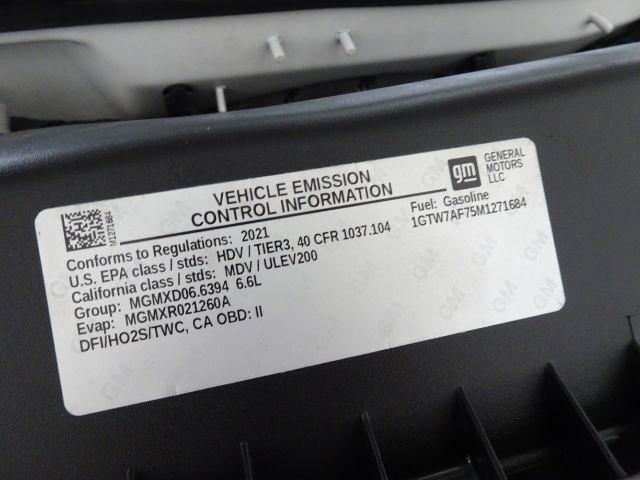 VEHICLE EMISSION
CONTROL INFORMATION
gm
GENERAL
MOTORS
LLC
M1271684
Conforms to Regulations: 2021
Fuel: Gasoline
U.S. EPA class / stds: HDV / TIER3, 40 CFR 1037.104
1GTW7AF75M1271684
California class / stds: MDV / ULEV200
Group: MGMXD06.6394 6.6L
Evap: MGMXR021260A
DFI/HO2S/TWC, CA OBD: II